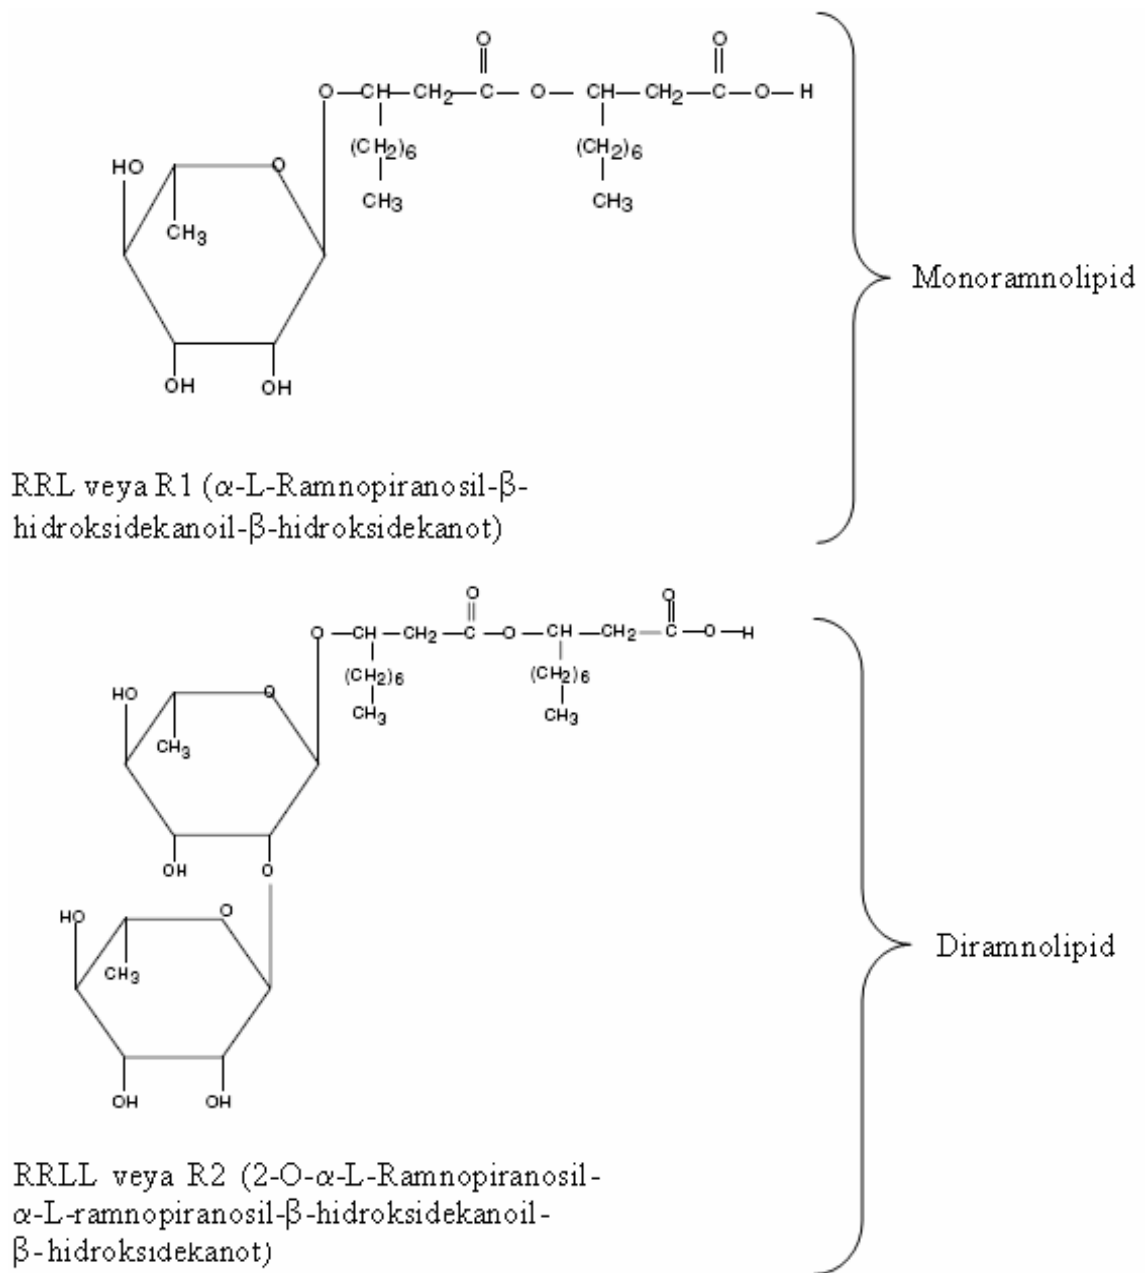 O O
O—CH—CH₂—C—O—CH—CH₂—C—O—H
(CH₂)₆ (CH₂)₆
CH₃ CH₃
HO O
CH₃
OH OH
Monoramnolipid
RRL veya R1 (α-L-Ramnopiranosil-β-
hidroksidekanoil-β-hidroksidekanot)
O O
O—CH—CH₂—C—O—CH—CH₂—C—O—H
(CH₂)₆ (CH₂)₆
CH₃ CH₃
HO O
CH₃
OH O
HO O
CH₃
OH OH
Diramnolipid
RRLL veya R2 (2-O-α-L-Ramnopiranosil-
α-L-ramnopiranosil-β-hidroksidekanoil-
β-hidroksidekanot)